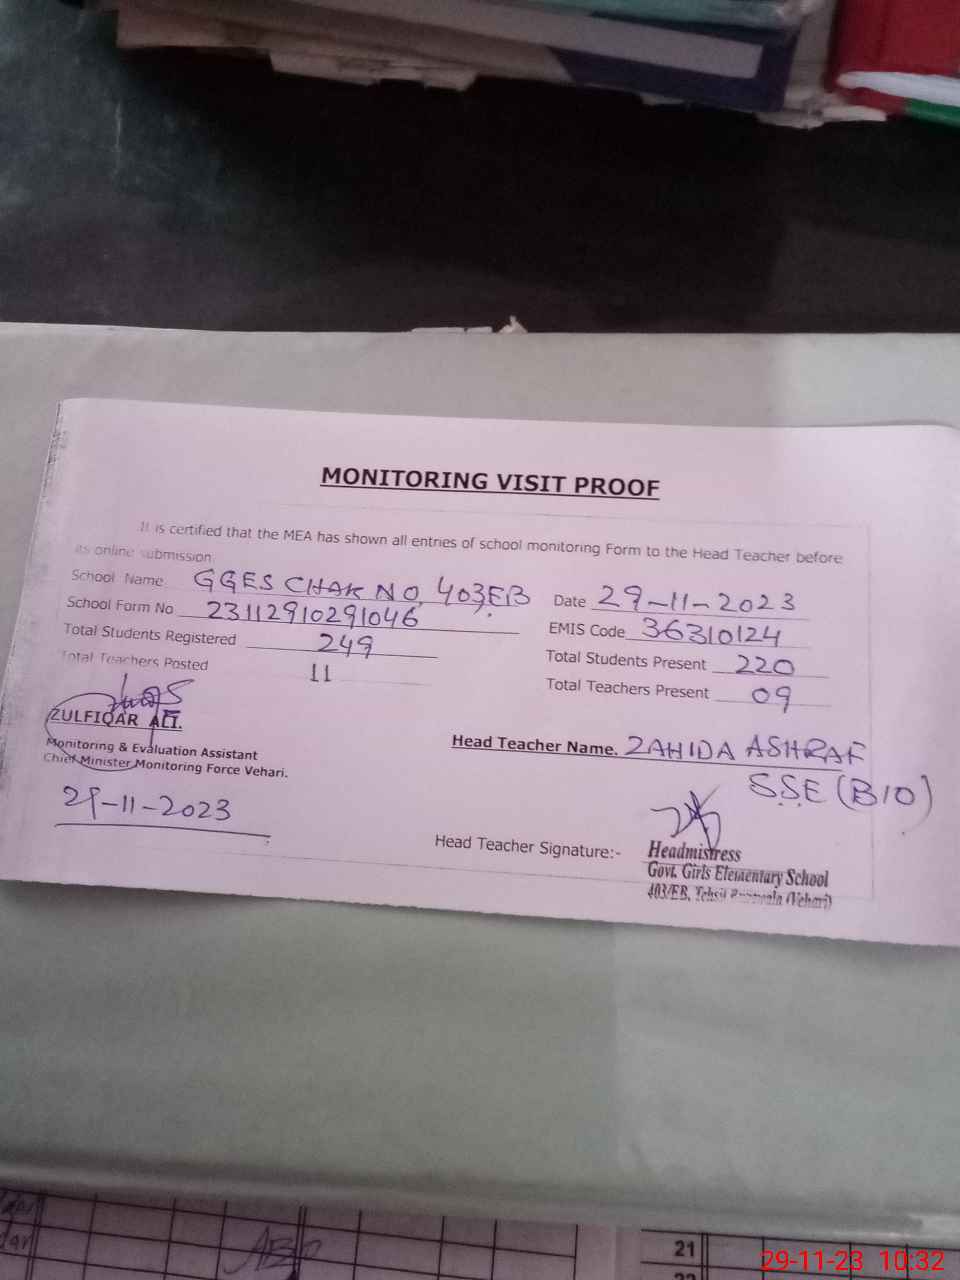 MONITORING VISIT PROOF
It is certified that the MEA has shown all entries of school monitoring Form to the Head Teacher before
its online submission.
School Name GGES CHAK NO 403EB
Date 29-11-2023
School Form No 23112910291046
EMIS Code 36310124
Total Students Registered 249
Total Students Present 220
Total Teachers Posted 11
Total Teachers Present 09
ZULFIQAR ALI.
Monitoring & Evaluation Assistant
Chief Minister Monitoring Force Vehari.
29-11-2023
Head Teacher Name. ZAHIDA ASHRAF
SSE (BIO)
Head Teacher Signature:-
Headmistress
Govt. Girls Elementary School
403/EB, Tehsil (Vehari)
21
29-11-23 10:32